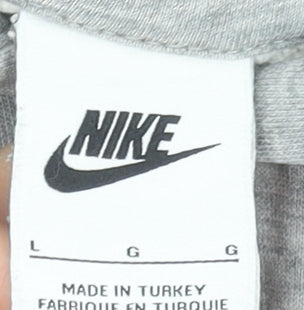 NIKE
L G G
MADE IN TURKEY
FABRIQUE EN TURQUIE